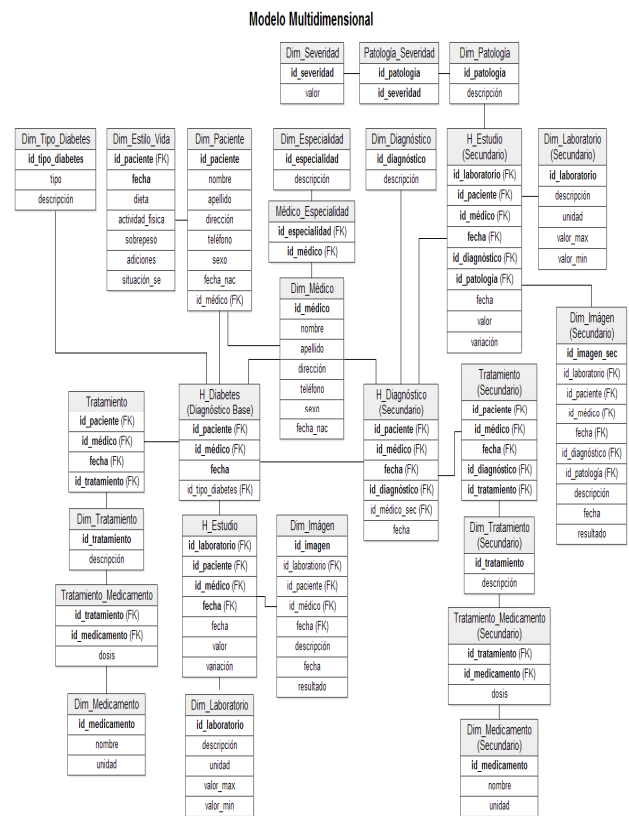 Modelo Multidimensional
Dim_Severidad
id_severidad
valor
Patología_Severidad
id_patología
id_severidad
Dim_Patología
id_patología
descripción
Dim_Tipo_Diabetes
id_tipo_diabetes
tipo
descripción
Dim_Estilo_Vida
id_paciente (FK)
fecha
dieta
actividad_física
sobrepeso
adiciones
situación_se
Dim_Paciente
id_paciente
nombre
apellido
dirección
teléfono
sexo
fecha_nac
id_médico (FK)
Dim_Especialidad
id_especialidad
descripción
Médico_Especialidad
id_especialidad (FK)
id_médico (FK)
Dim_Médico
id_médico
nombre
apellido
dirección
teléfono
sexo
fecha_nac
Dim_Diagnóstico
id_diagnóstico
descripción
H_Estudio
(Secundario)
id_laboratorio (FK)
id_paciente (FK)
id_médico (FK)
fecha (FK)
id_diagnóstico (FK)
id_patología (FK)
fecha
valor
variación
Dim_Laboratorio
(Secundario)
id_laboratorio
descripción
unidad
valor_max
valor_min
Dim_Imágen
(Secundario)
id_imagen_sec
id_laboratorio (FK)
id_paciente (FK)
id_médico (FK)
fecha (FK)
id_diagnóstico (FK)
id_patología (FK)
descripción
fecha
resultado
Tratamiento
id_paciente (FK)
id_médico (FK)
fecha (FK)
id_tratamiento (FK)
H_Diabetes
(Diagnóstico Base)
id_paciente (FK)
id_médico (FK)
fecha
id_tipo_diabetes (FK)
H_Diagnóstico
(Secundario)
id_paciente (FK)
id_médico (FK)
fecha (FK)
id_diagnóstico (FK)
id_médico_sec (FK)
fecha
Tratamiento
(Secundario)
id_paciente (FK)
id_médico (FK)
fecha (FK)
id_diagnóstico (FK)
id_tratamiento (FK)
Dim_Tratamiento
id_tratamiento
descripción
Tratamiento_Medicamento
id_tratamiento (FK)
id_medicamento (FK)
dosis
Dim_Medicamento
id_medicamento
nombre
unidad
H_Estudio
id_laboratorio (FK)
id_paciente (FK)
id_médico (FK)
fecha (FK)
fecha
valor
variación
Dim_Laboratorio
id_laboratorio
descripción
unidad
valor_max
valor_min
Dim_Imágen
id_imagen
id_laboratiorio (FK)
id_paciente (FK)
id_médico (FK)
fecha (FK)
descripción
fecha
resultado
Dim_Tratamiento
(Secundario)
id_tratamiento
descripción
Tratamiento_Medicamento
(Secundario)
id_tratamiento (FK)
id_medicamento (FK)
dosis
Dim_Medicamento
(Secundario)
id_medicamento
nombre
unidad